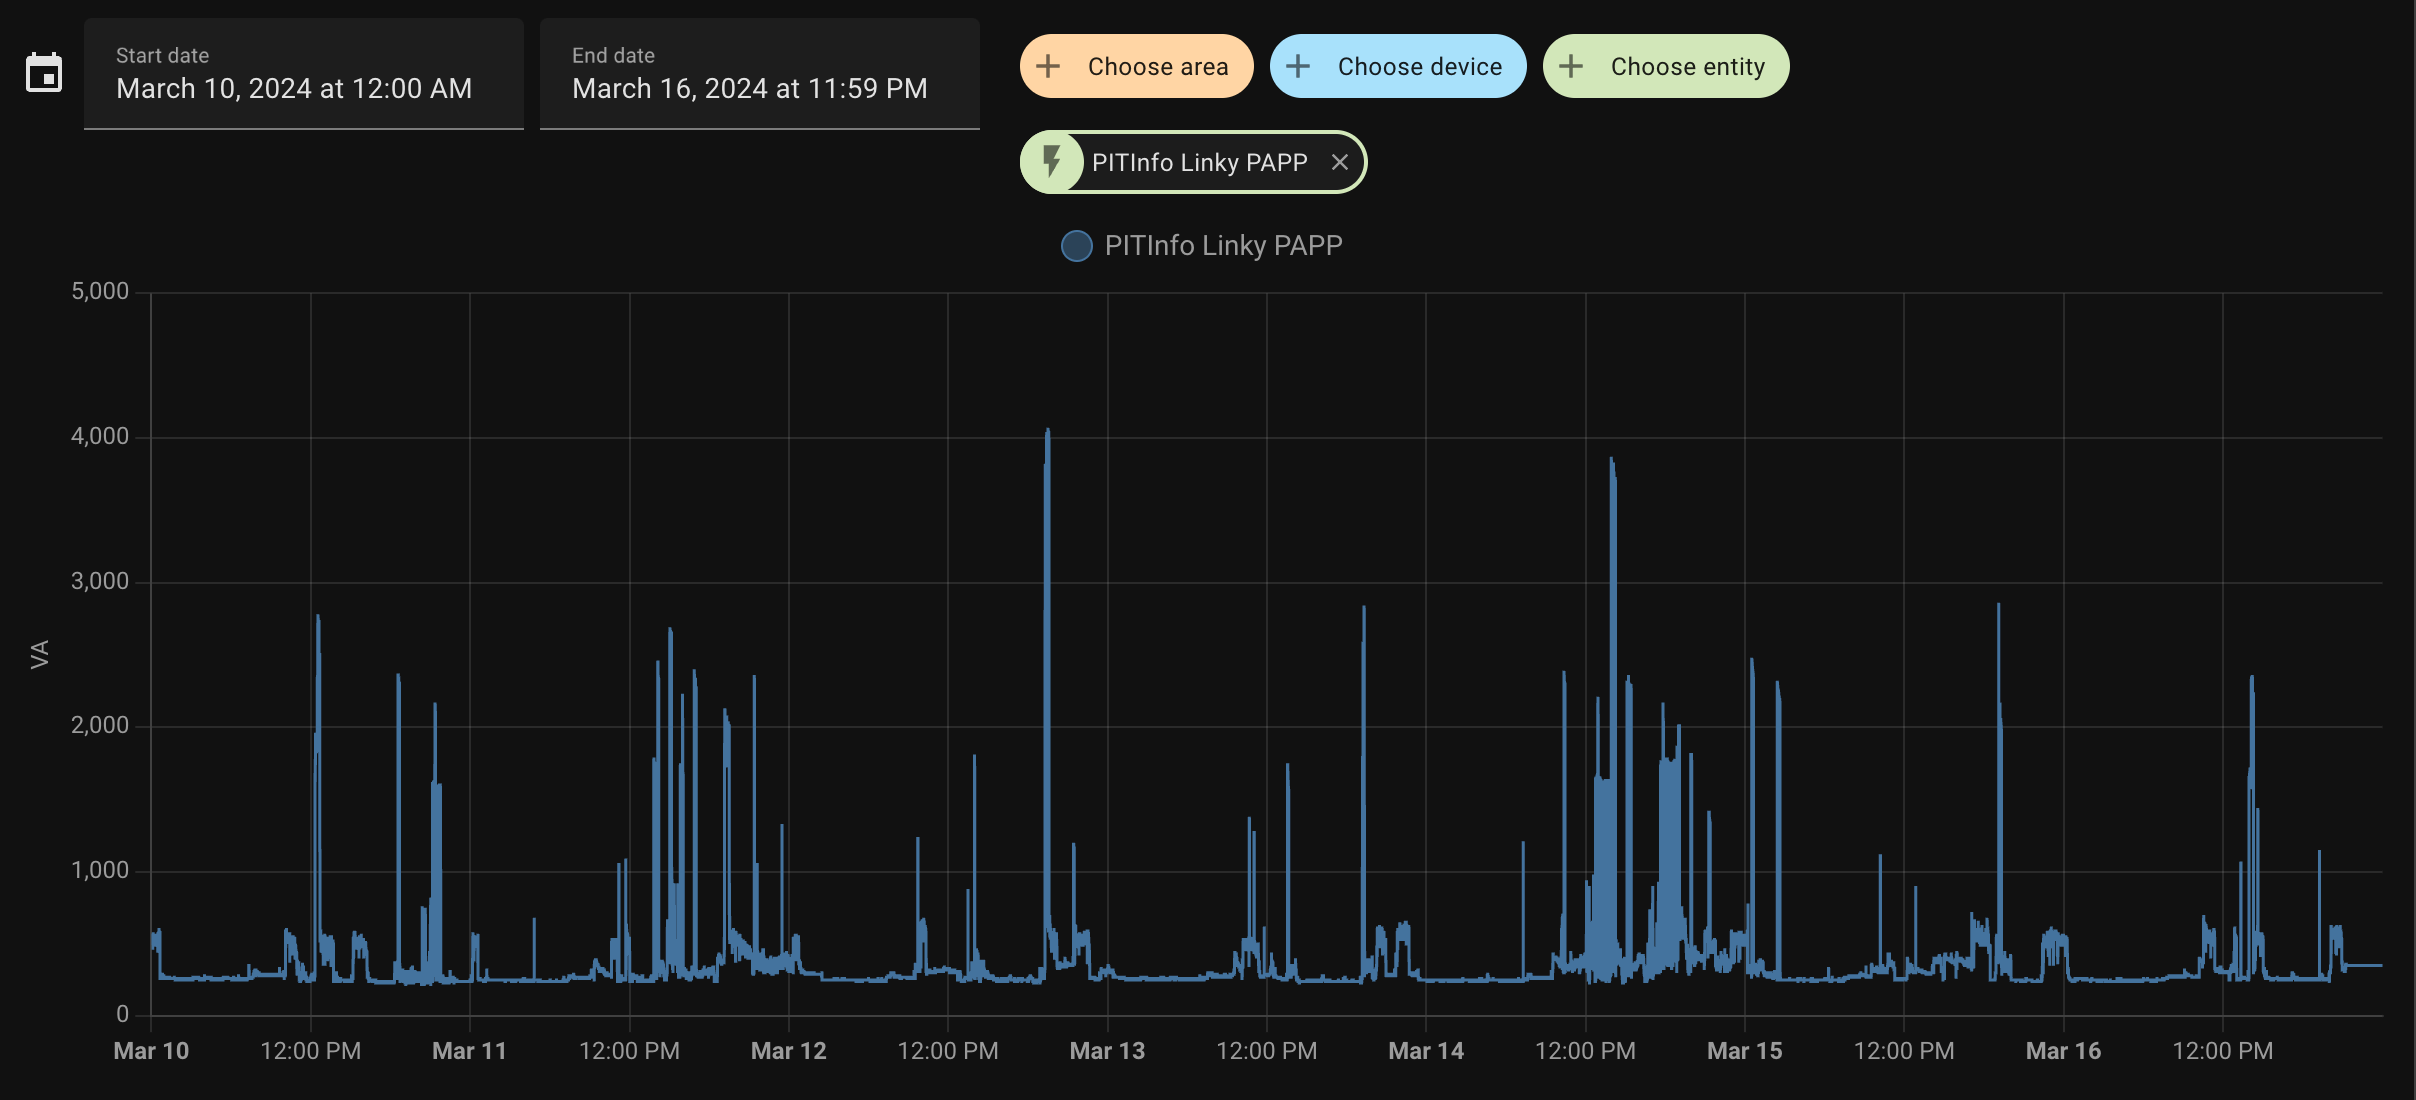 Start date
March 10, 2024 at 12:00 AM
End date
March 16, 2024 at 11:59 PM
Choose area
Choose device
Choose entity
PITInfo Linky PAPP
PITInfo Linky PAPP
5,000
4,000
3,000
2,000
1,000
0
VA
Mar 10
12:00 PM
Mar 11
12:00 PM
Mar 12
12:00 PM
Mar 13
12:00 PM
Mar 14
12:00 PM
Mar 15
12:00 PM
Mar 16
12:00 PM